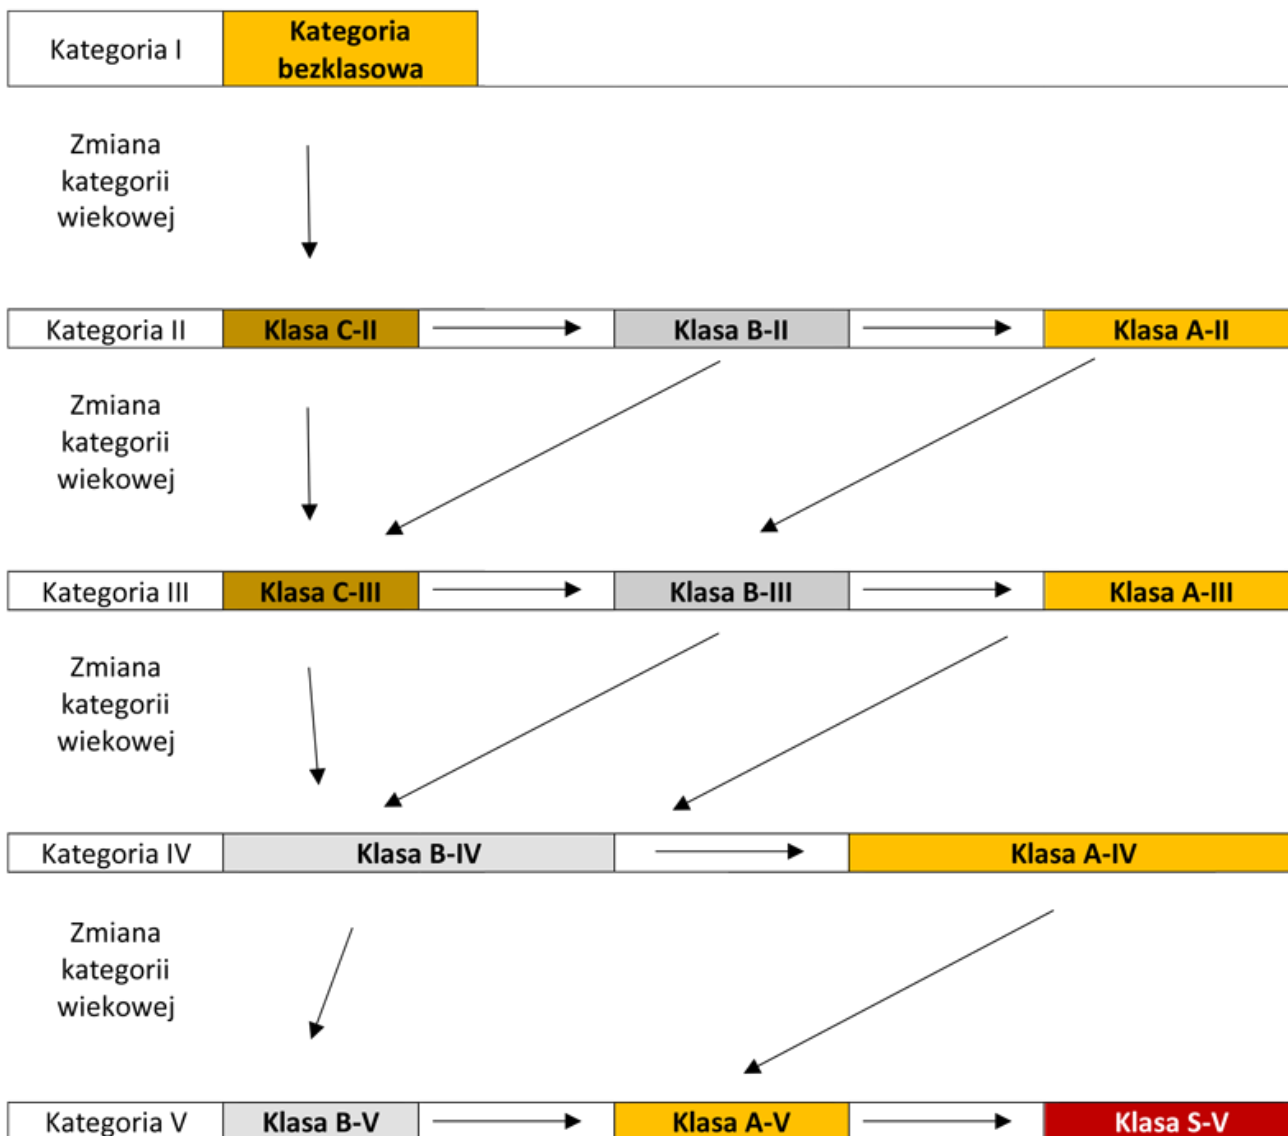 Kategoria I
Kategoria
bezklasowa
Zmiana
kategorii
wiekowej
Kategoria II Klasa C-II Klasa B-II Klasa A-II
Zmiana
kategorii
wiekowej
Kategoria III Klasa C-III Klasa B-III Klasa A-III
Zmiana
kategorii
wiekowej
Kategoria IV Klasa B-IV Klasa A-IV
Zmiana
kategorii
wiekowej
Kategoria V Klasa B-V Klasa A-V Klasa S-V